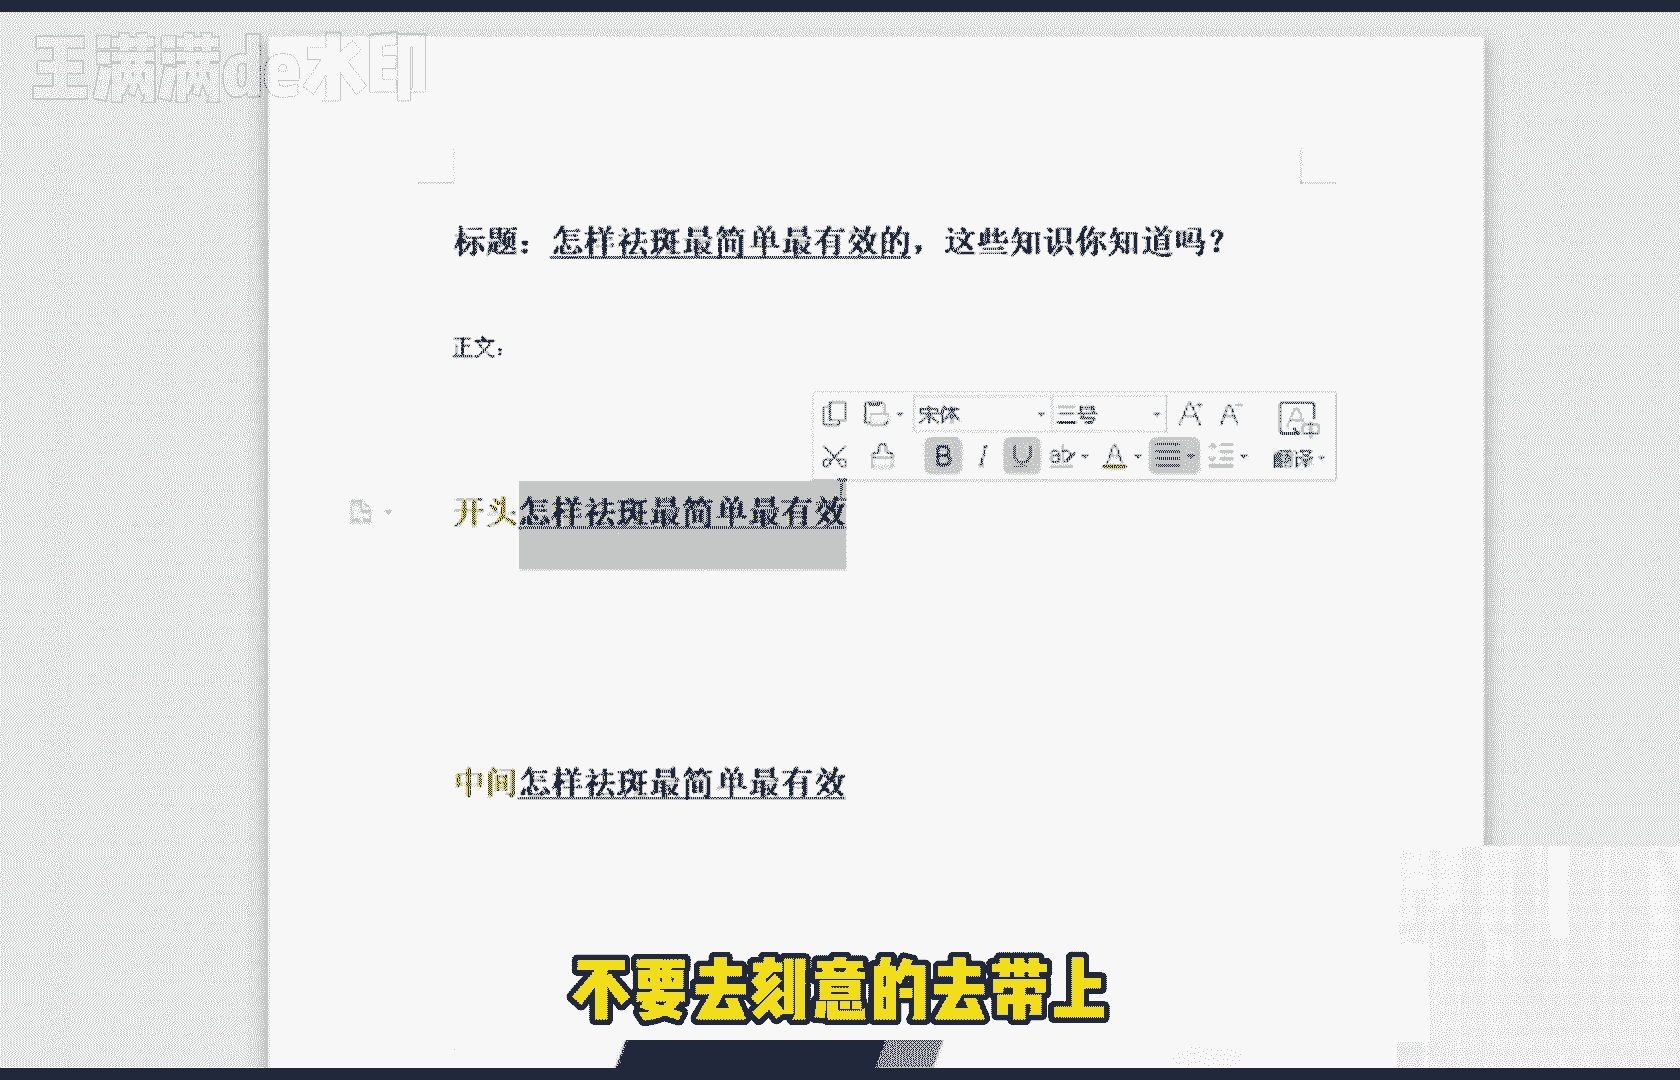 王满满de水印
标题：怎样祛斑最简单最有效的，这些知识你知道吗？
正文：
宋体 三号
B I U ab A 翻译
开头怎样祛斑最简单最有效
中间怎样祛斑最简单最有效
不要去刻意的去带上